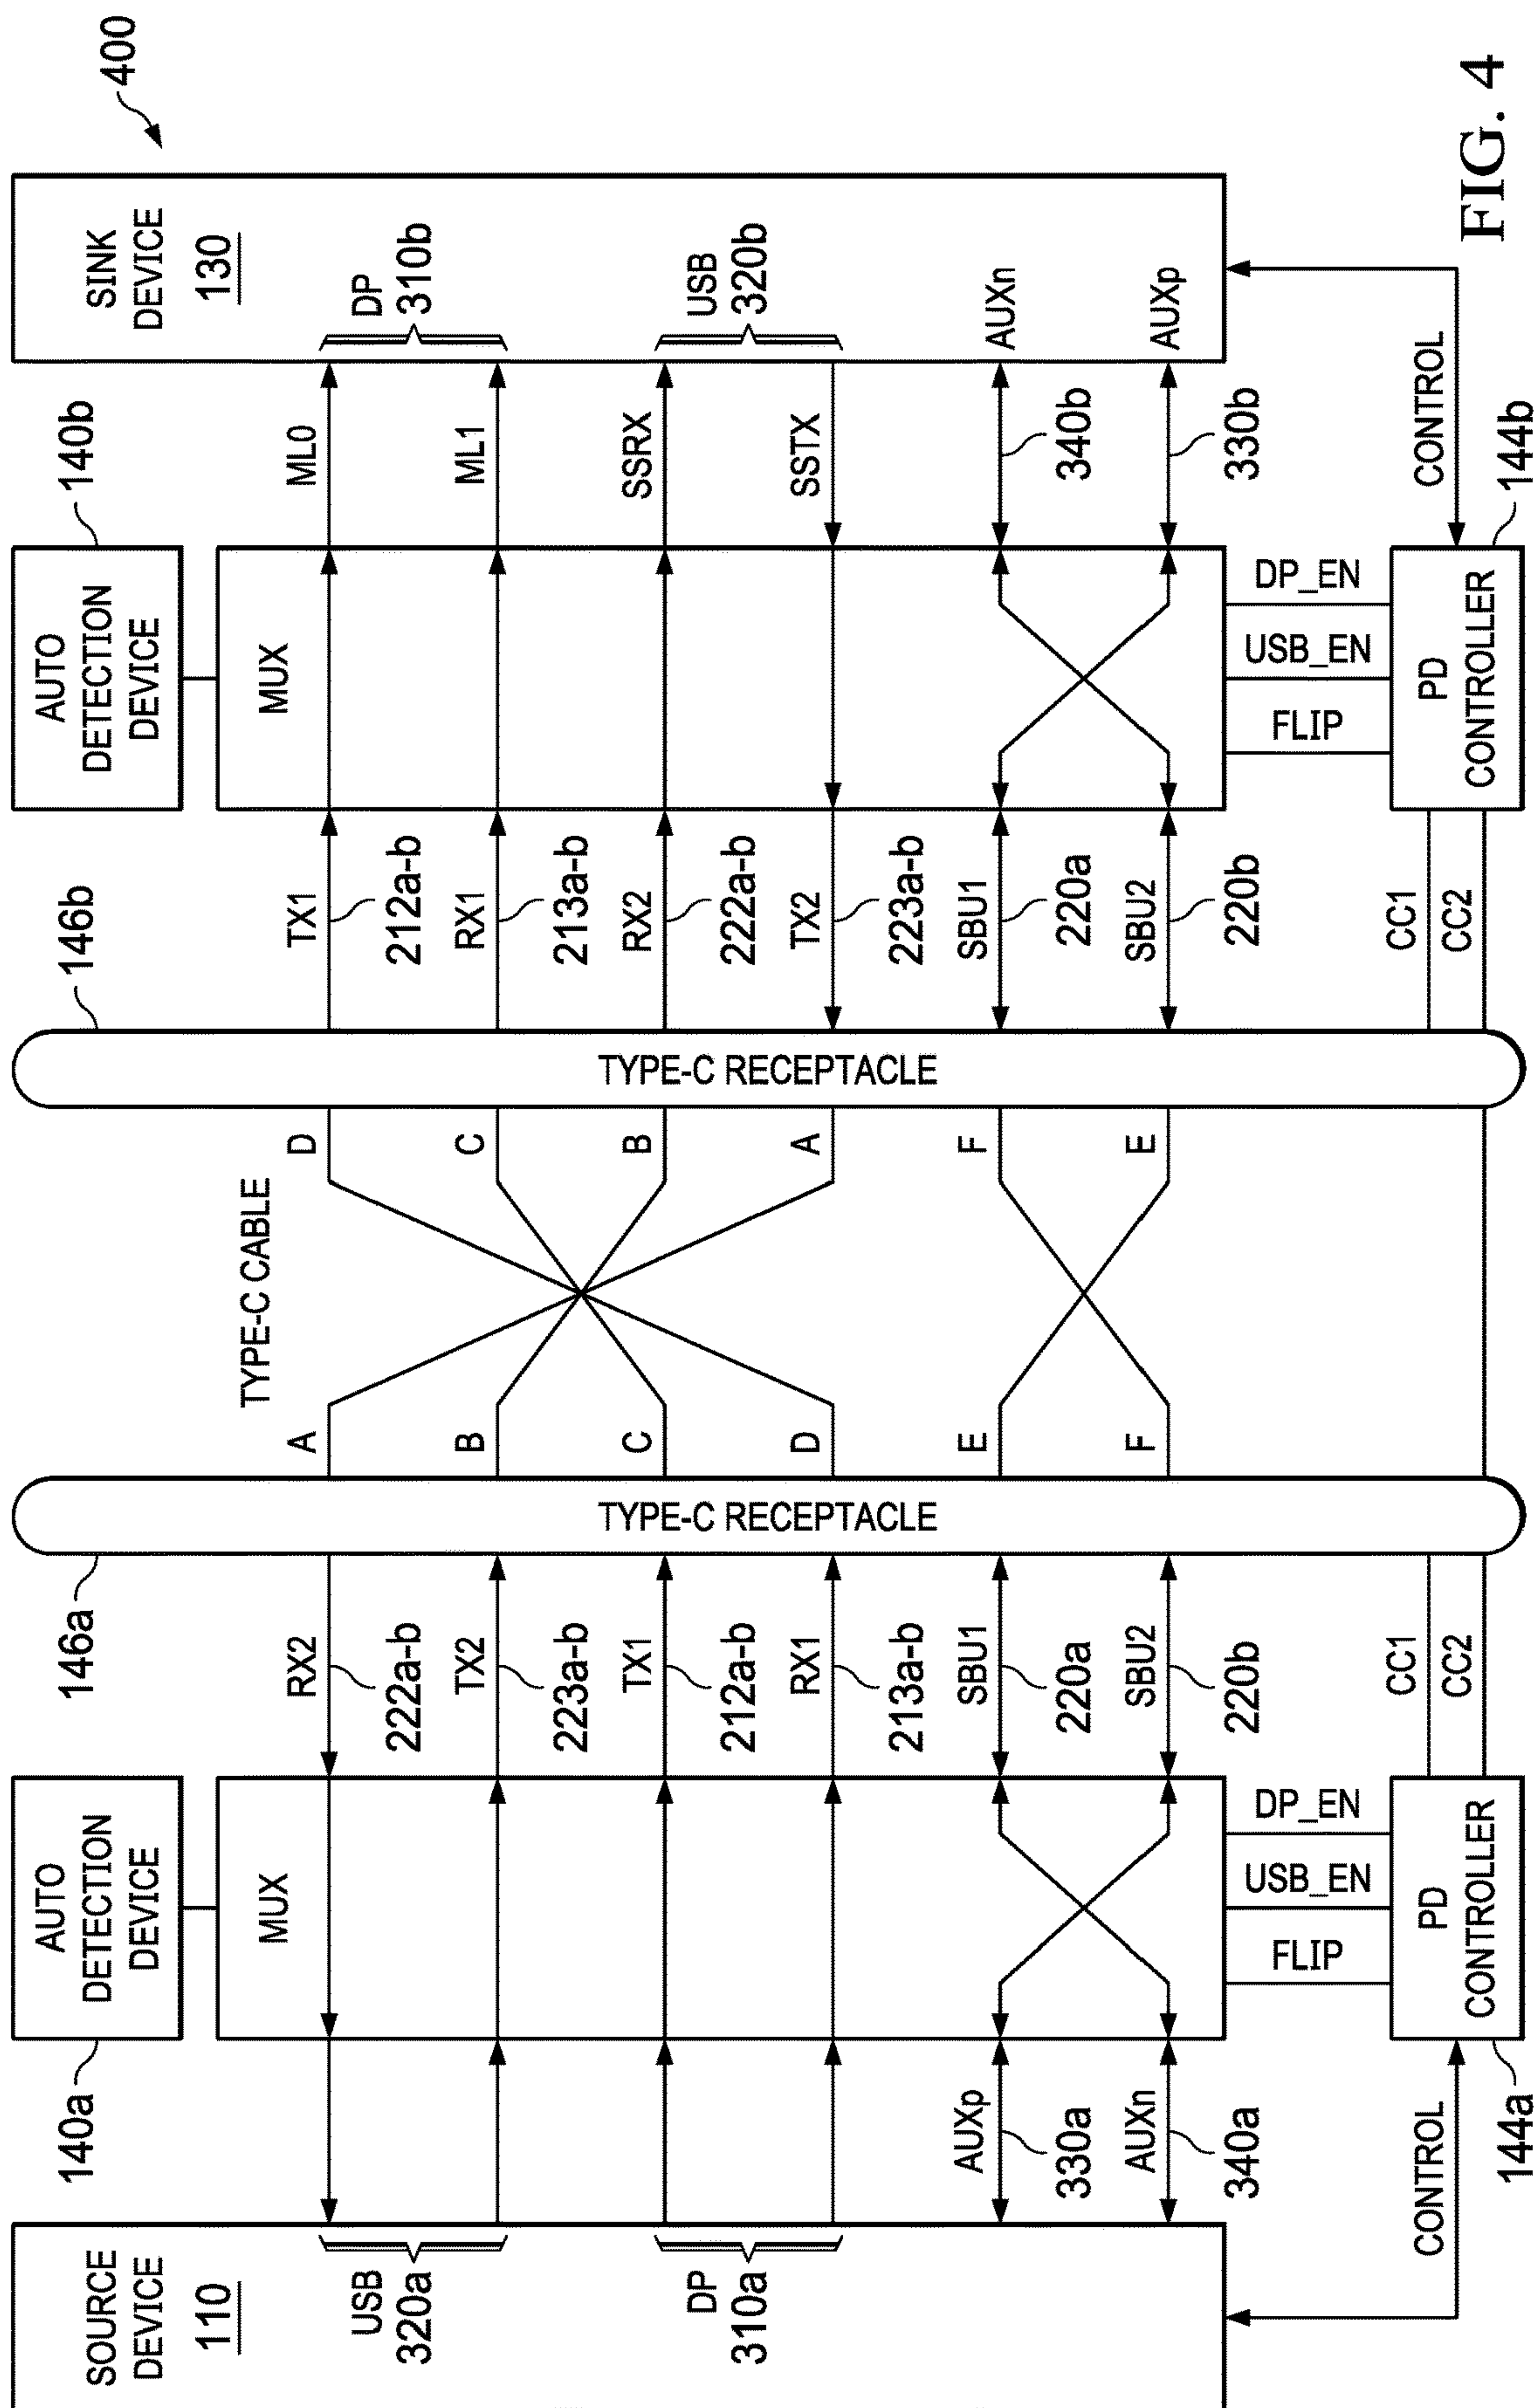 400
SOURCE
DEVICE
110
USB
320a
DP
310a
AUXp
330a
AUXn
340a
CONTROL
140a
AUTO
DETECTION
DEVICE
MUX
DP_EN
USB_EN
FLIP
PD
CONTROLLER
144a
146a
RX2
222a-b
TX2
223a-b
TX1
212a-b
RX1
213a-b
SBU1
220a
SBU2
220b
CC1
CC2
TYPE-C RECEPTACLE
TYPE-C CABLE
A
B
C
D
E
F
D
C
B
A
F
E
TYPE-C RECEPTACLE
146b
TX1
212a-b
RX1
213a-b
RX2
222a-b
TX2
223a-b
SBU1
220a
SBU2
220b
CC1
CC2
140b
AUTO
DETECTION
DEVICE
MUX
DP_EN
USB_EN
FLIP
PD
CONTROLLER
144b
ML0
ML1
SSRX
SSTX
340b
330b
CONTROL
SINK
DEVICE
130
DP
310b
USB
320b
AUXn
AUXp
FIG. 4